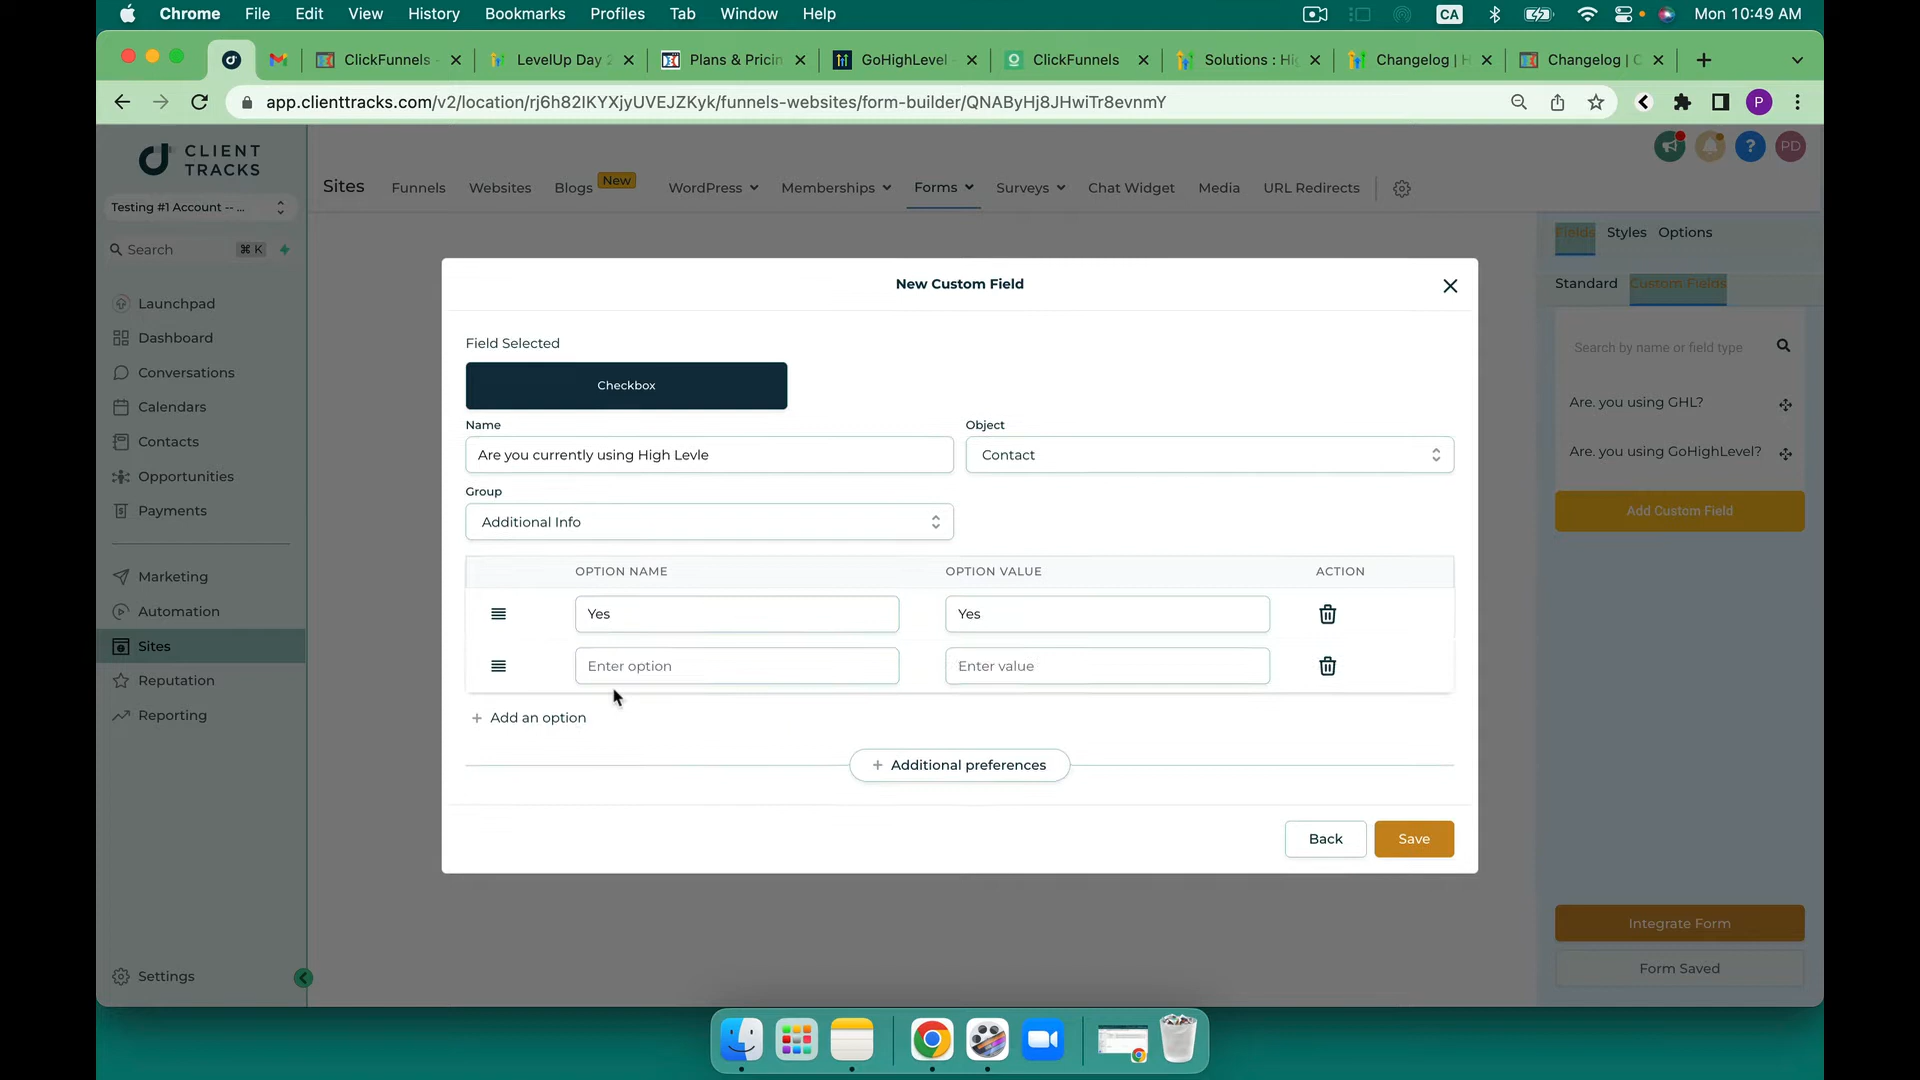 Chrome File Edit View History Bookmarks Profiles Tab Window Help CA Mon 10:49 AM
ClickFunnels - LevelUp Day 2 Plans & Pricin GoHighLevel - ClickFunnels Solutions : Hi Changelog | H Changelog | C
app.clienttracks.com/v2/location/rj6h82IKYXjyUVEJZKyk/funnels-websites/form-builder/QNAByHj8JHwiTr8evnmY P
CLIENT
TRACKS
? PD
Sites Funnels Websites Blogs New WordPress Memberships Forms Surveys Chat Widget Media URL Redirects
Testing #1 Account -- ...
Search ⌘ K
Launchpad
Dashboard
Conversations
Calendars
Contacts
Opportunities
Payments
Marketing
Automation
Sites
Reputation
Reporting
Settings
New Custom Field
Field Selected
Checkbox
Name Object
Are you currently using High Levle Contact
Group
Additional Info
OPTION NAME OPTION VALUE ACTION
Yes Yes
Enter option Enter value
+ Add an option
+ Additional preferences
Back Save
Fields Styles Options
Standard Custom Fields
Search by name or field type
Are. you using GHL?
Are. you using GoHighLevel?
Add Custom Field
Integrate Form
Form Saved